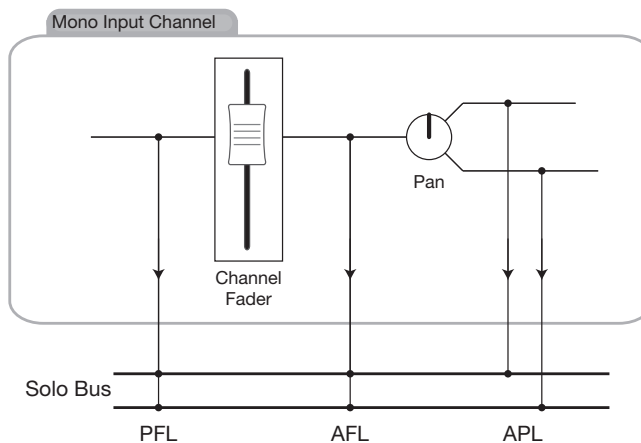 Mono Input Channel
Pan
Channel
Fader
Solo Bus
PFL
AFL
APL